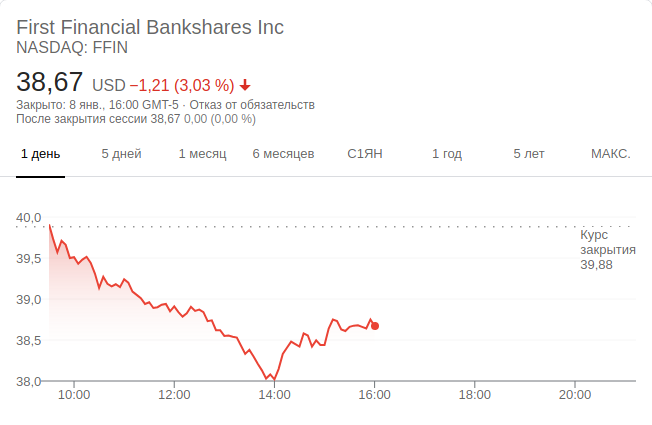 First Financial Bankshares Inc
NASDAQ: FFIN
38,67 USD −1,21 (3,03 %)
Закрыто: 8 янв., 16:00 GMT-5 · Отказ от обязательств
После закрытия сессии 38,67 0,00 (0,00 %)
1 день 5 дней 1 месяц 6 месяцев С1ЯН 1 год 5 лет МАКС.
40,0
Курс
закрытия
39,88
39,5
39,0
38,5
38,0
10:00 12:00 14:00 16:00 18:00 20:00